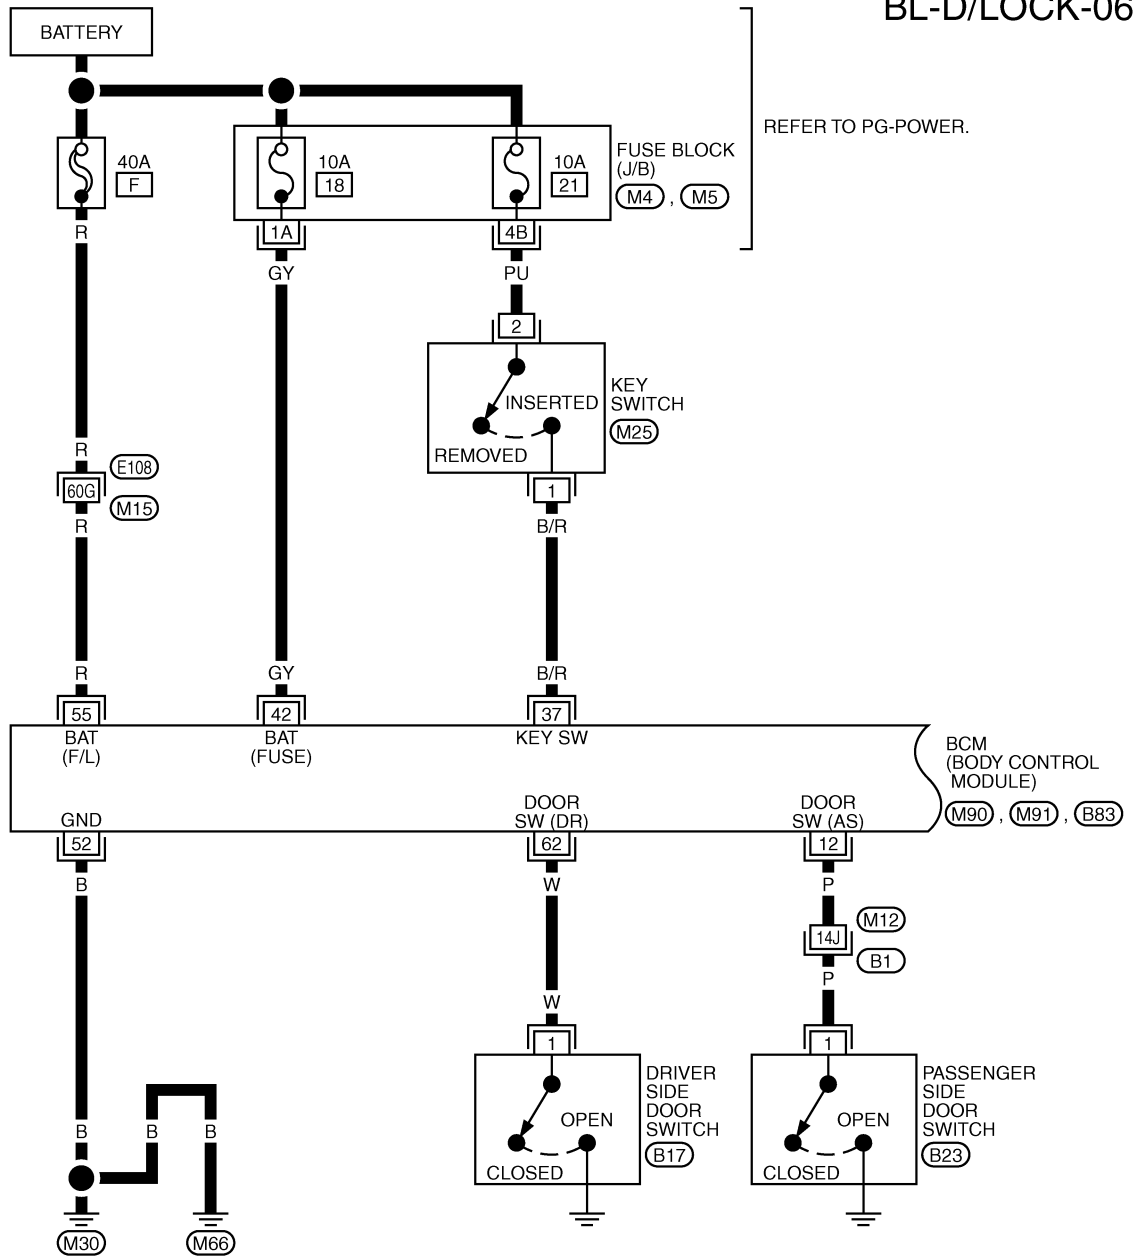 BL-D/LOCK-06
BATTERY
REFER TO PG-POWER.
40A
F
10A
18
10A
21
FUSE BLOCK
(J/B)
M4 , M5
R
1A
4B
GY
PU
2
KEY
SWITCH
M25
INSERTED
REMOVED
R
E108
60G
M15
1
R
B/R
R
GY
B/R
55
42
37
BAT
(F/L)
BAT
(FUSE)
KEY SW
BCM
(BODY CONTROL
MODULE)
M90 , M91 , B83
GND
DOOR
SW (DR)
DOOR
SW (AS)
52
62
12
B
W
P
M12
14J
B1
P
W
1
1
DRIVER
SIDE
DOOR
SWITCH
B17
OPEN
CLOSED
PASSENGER
SIDE
DOOR
SWITCH
B23
OPEN
CLOSED
B
B
B
M30
M66